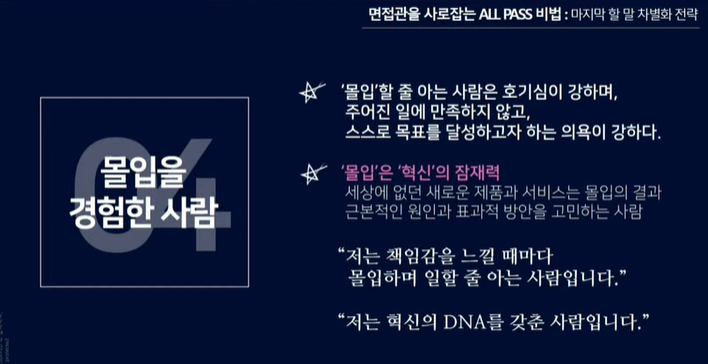 면접관을 사로잡는 ALL PASS 비법 : 마지막 할 말 차별화 전략
04
몰입을
경험한 사람
‘몰입’할 줄 아는 사람은 호기심이 강하며,
주어진 일에 만족하지 않고,
스스로 목표를 달성하고자 하는 의욕이 강하다.
‘몰입’은 ‘혁신’의 잠재력
세상에 없던 새로운 제품과 서비스는 몰입의 결과
근본적인 원인과 표과적 방안을 고민하는 사람
“저는 책임감을 느낄 때마다
몰입하며 일할 줄 아는 사람입니다.”
“저는 혁신의 DNA를 갖춘 사람입니다.”